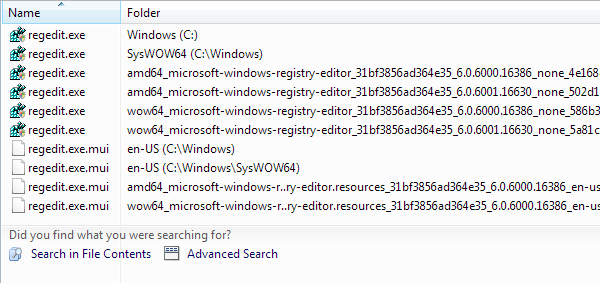 Name Folder
regedit.exe Windows (C:)
regedit.exe SysWOW64 (C:\Windows)
regedit.exe amd64_microsoft-windows-registry-editor_31bf3856ad364e35_6.0.6000.16386_none_4e168
regedit.exe amd64_microsoft-windows-registry-editor_31bf3856ad364e35_6.0.6001.16630_none_502d1
regedit.exe wow64_microsoft-windows-registry-editor_31bf3856ad364e35_6.0.6000.16386_none_586b3
regedit.exe wow64_microsoft-windows-registry-editor_31bf3856ad364e35_6.0.6001.16630_none_5a81c
regedit.exe.mui en-US (C:\Windows)
regedit.exe.mui en-US (C:\Windows\SysWOW64)
regedit.exe.mui amd64_microsoft-windows-r..ry-editor.resources_31bf3856ad364e35_6.0.6000.16386_en-us
regedit.exe.mui wow64_microsoft-windows-r..ry-editor.resources_31bf3856ad364e35_6.0.6000.16386_en-us
Did you find what you were searching for?
Search in File Contents Advanced Search